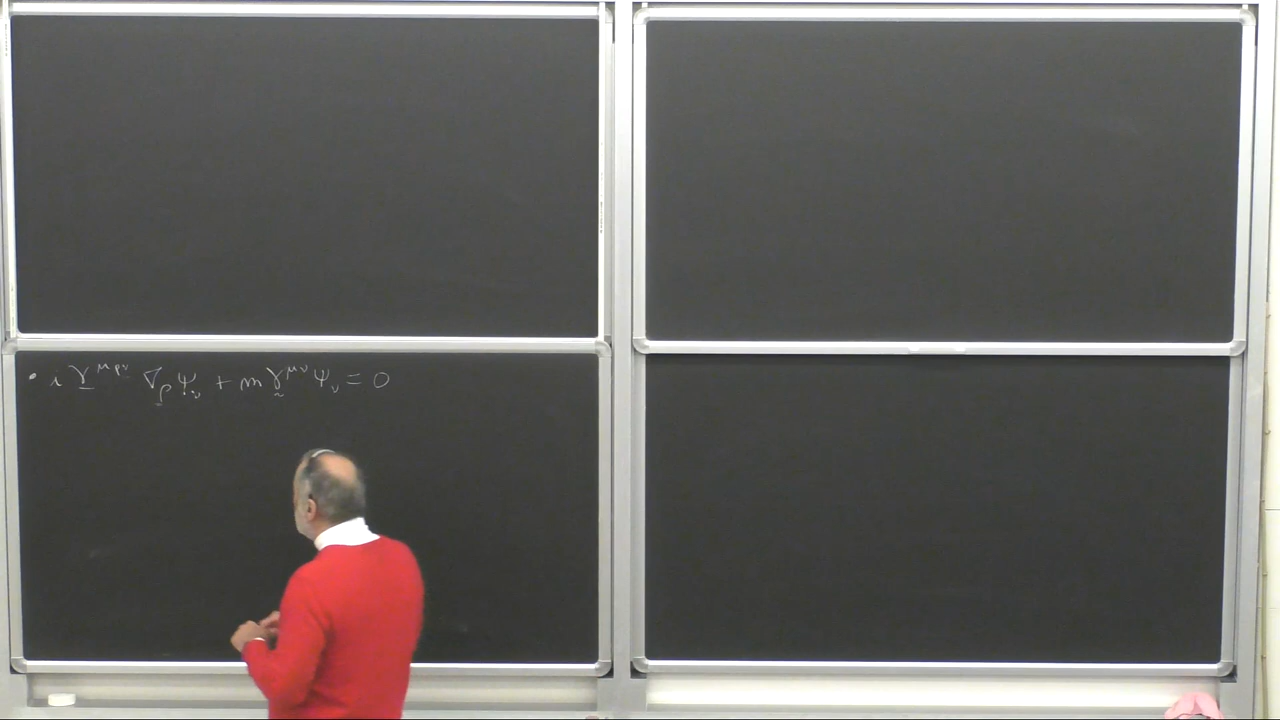 • i γ^{μρν} ∇_ρ Ψ_ν + m γ^{μν} Ψ_ν = 0